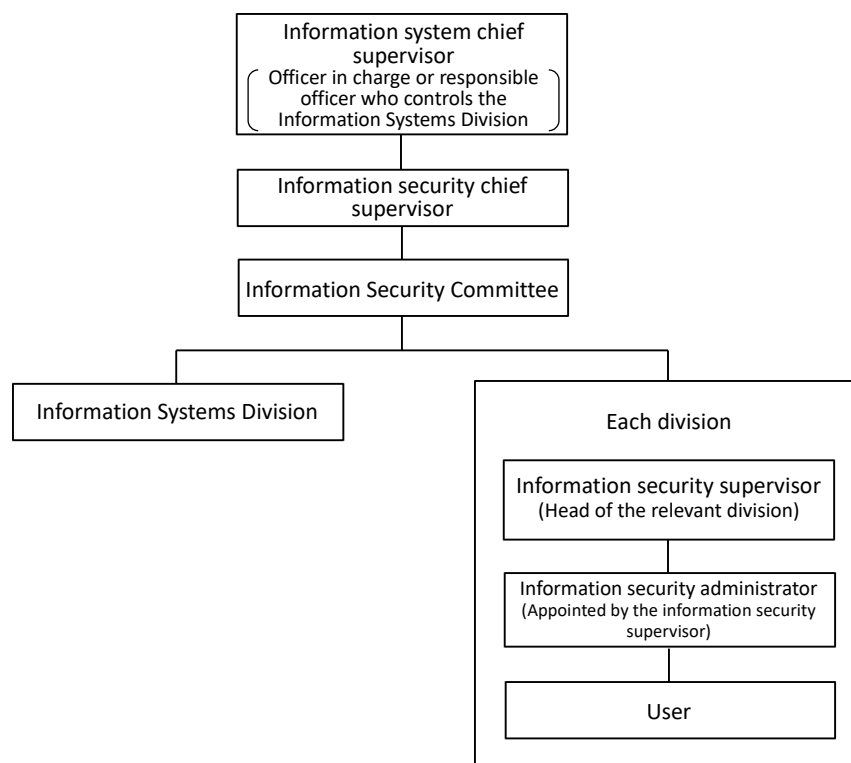 Information system chief
supervisor
Officer in charge or responsible
officer who controls the
Information Systems Division
Information security chief
supervisor
Information Security Committee
Information Systems Division
Each division
Information security supervisor
(Head of the relevant division)
Information security administrator
(Appointed by the information security
supervisor)
User